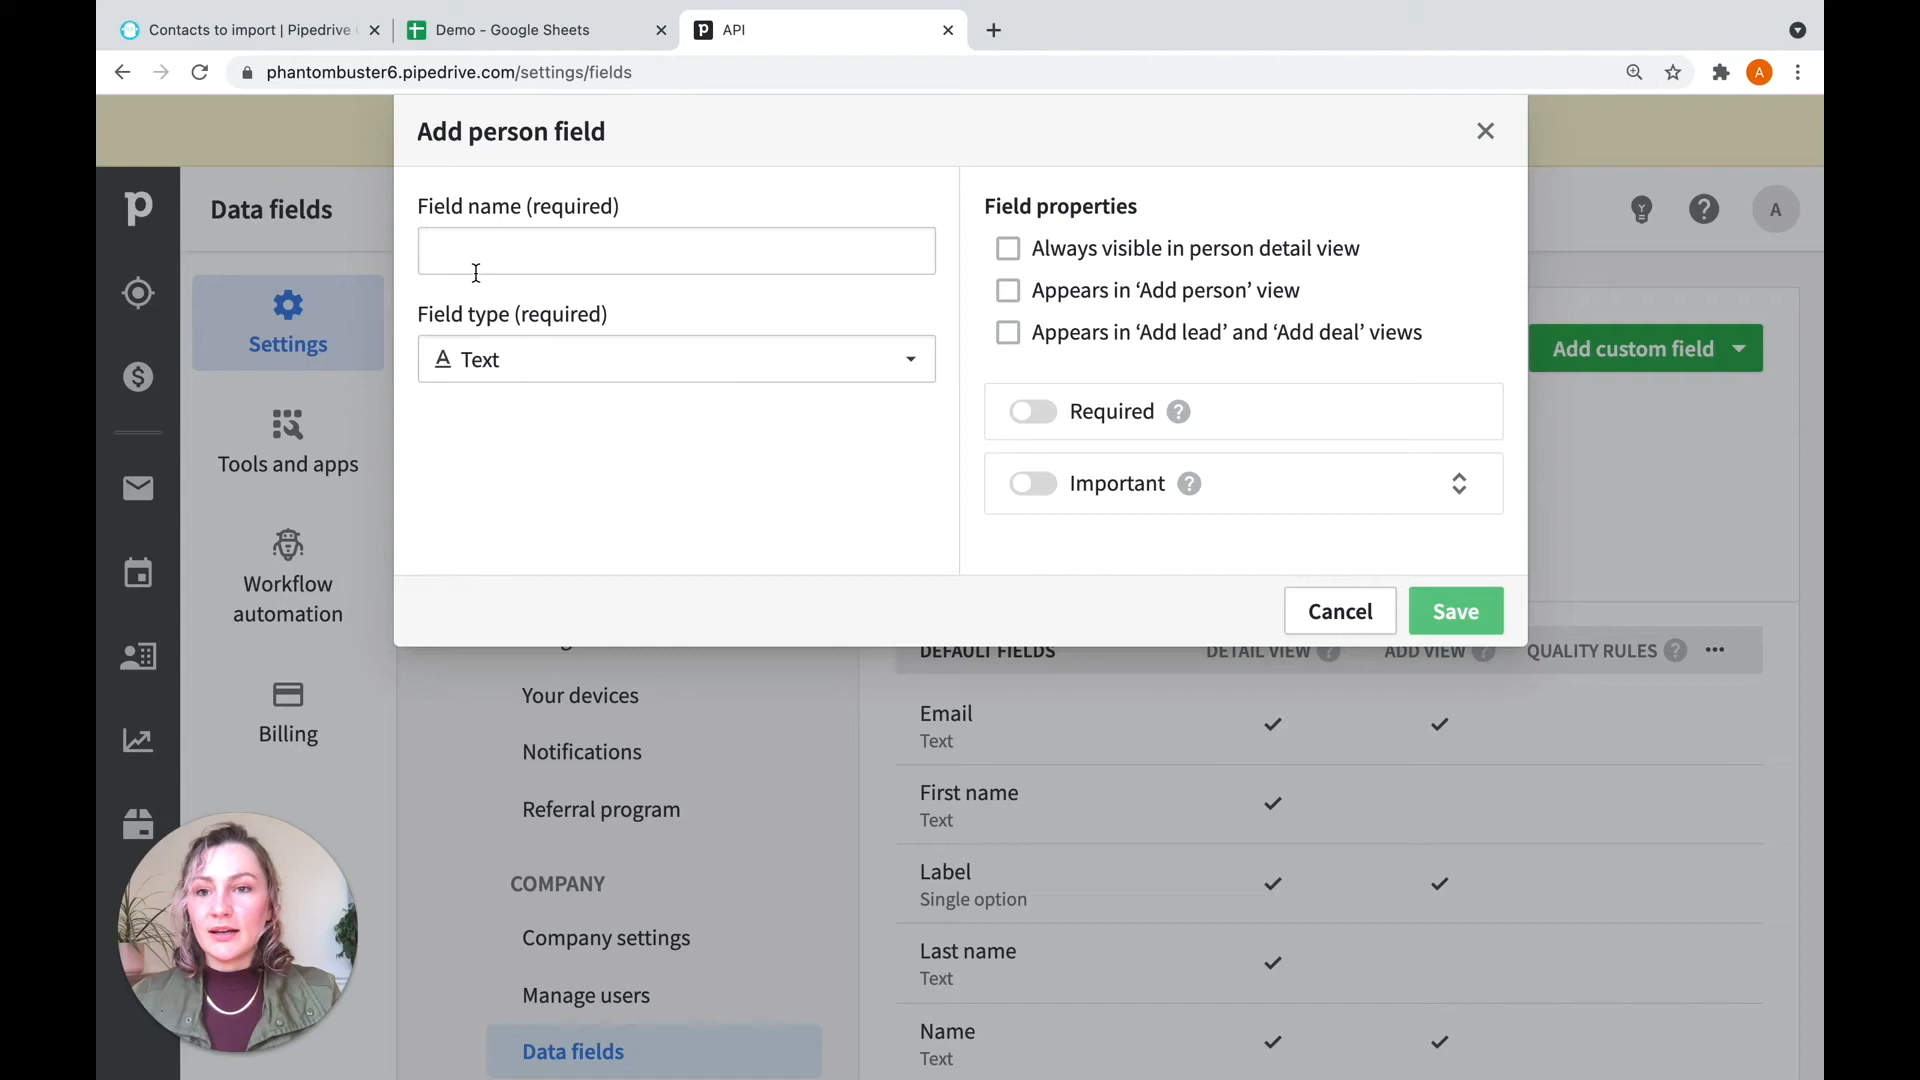 Contacts to import | Pipedrive
Demo - Google Sheets
API
phantombuster6.pipedrive.com/settings/fields
A
Add person field
Data fields
A
Field name (required)
Field type (required)
A Text
Field properties
Always visible in person detail view
Appears in ‘Add person’ view
Appears in ‘Add lead’ and ‘Add deal’ views
Required ?
Important ?
Cancel
Save
Add custom field
Settings
Tools and apps
Workflow
automation
Billing
Your devices
Notifications
Referral program
COMPANY
Company settings
Manage users
Data fields
DEFAULT FIELDS
DETAIL VIEW ?
ADD VIEW ?
QUALITY RULES ?
Email
Text
First name
Text
Label
Single option
Last name
Text
Name
Text